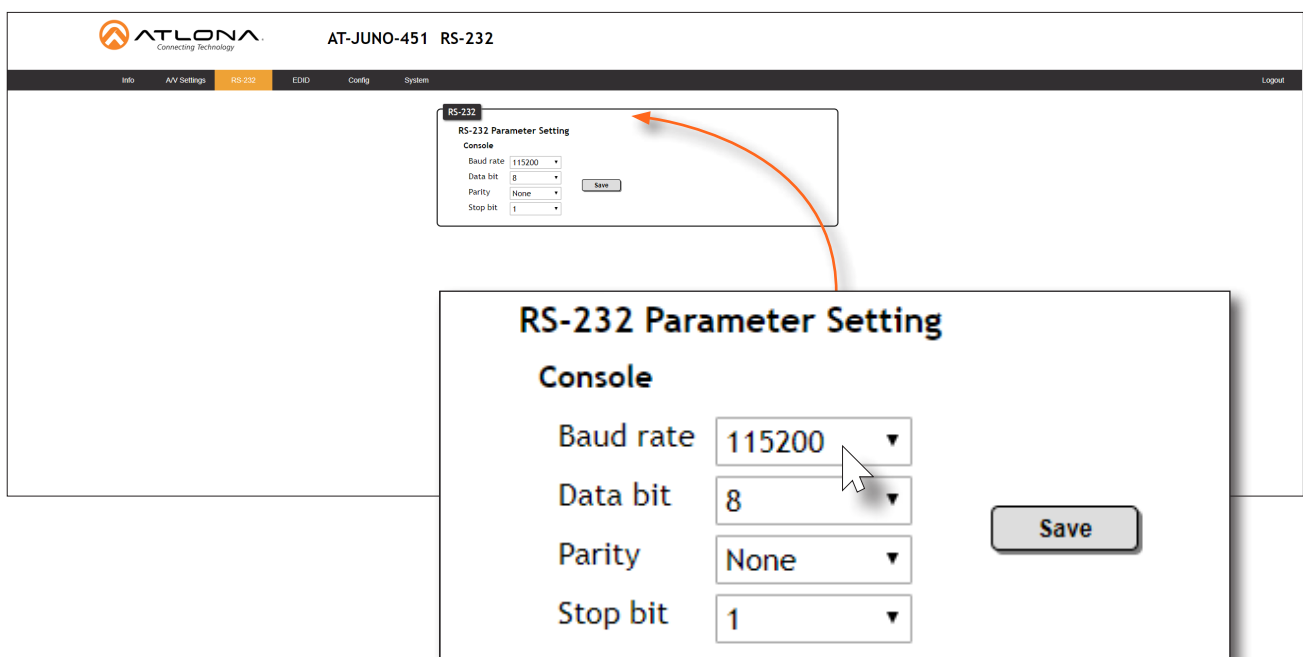 ATLONA.
Connecting Technology
AT-JUNO-451 RS-232
Info A/V Settings RS-232 EDID Config System Logout
RS-232
RS-232 Parameter Setting
Console
Baud rate 115200
Data bit 8
Parity None
Stop bit 1
Save
RS-232 Parameter Setting
Console
Baud rate 115200
Data bit 8
Parity None
Stop bit 1
Save